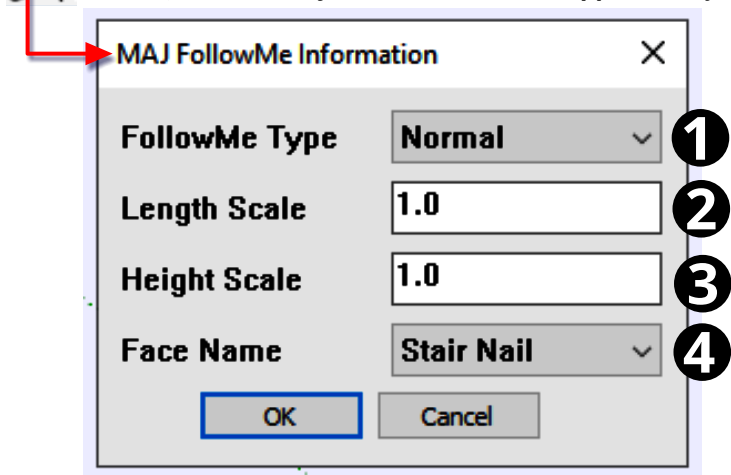 MAJ FollowMe Information
FollowMe Type Normal 1
Length Scale 1.0 2
Height Scale 1.0 3
Face Name Stair Nail 4
OK Cancel